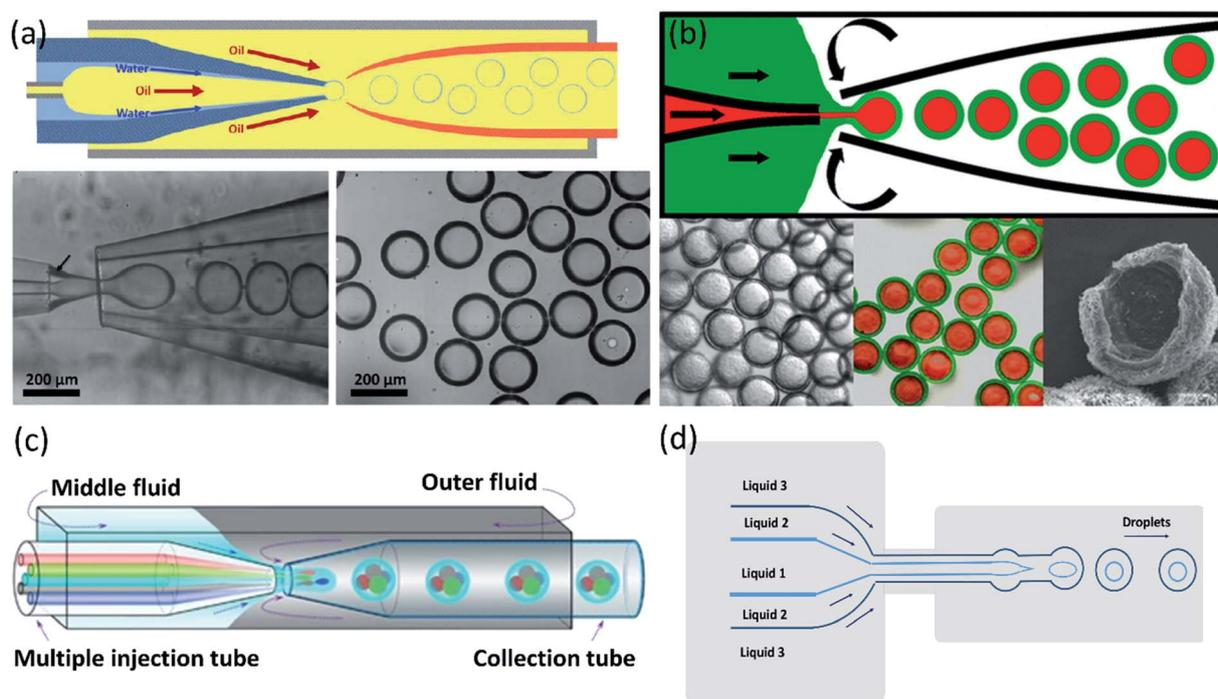 (a)
Oil
Water
Oil
Water
Oil
200 μm
200 μm
(b)
(c)
Middle fluid
Outer fluid
Multiple injection tube
Collection tube
(d)
Liquid 3
Liquid 2
Liquid 1
Liquid 2
Liquid 3
Droplets